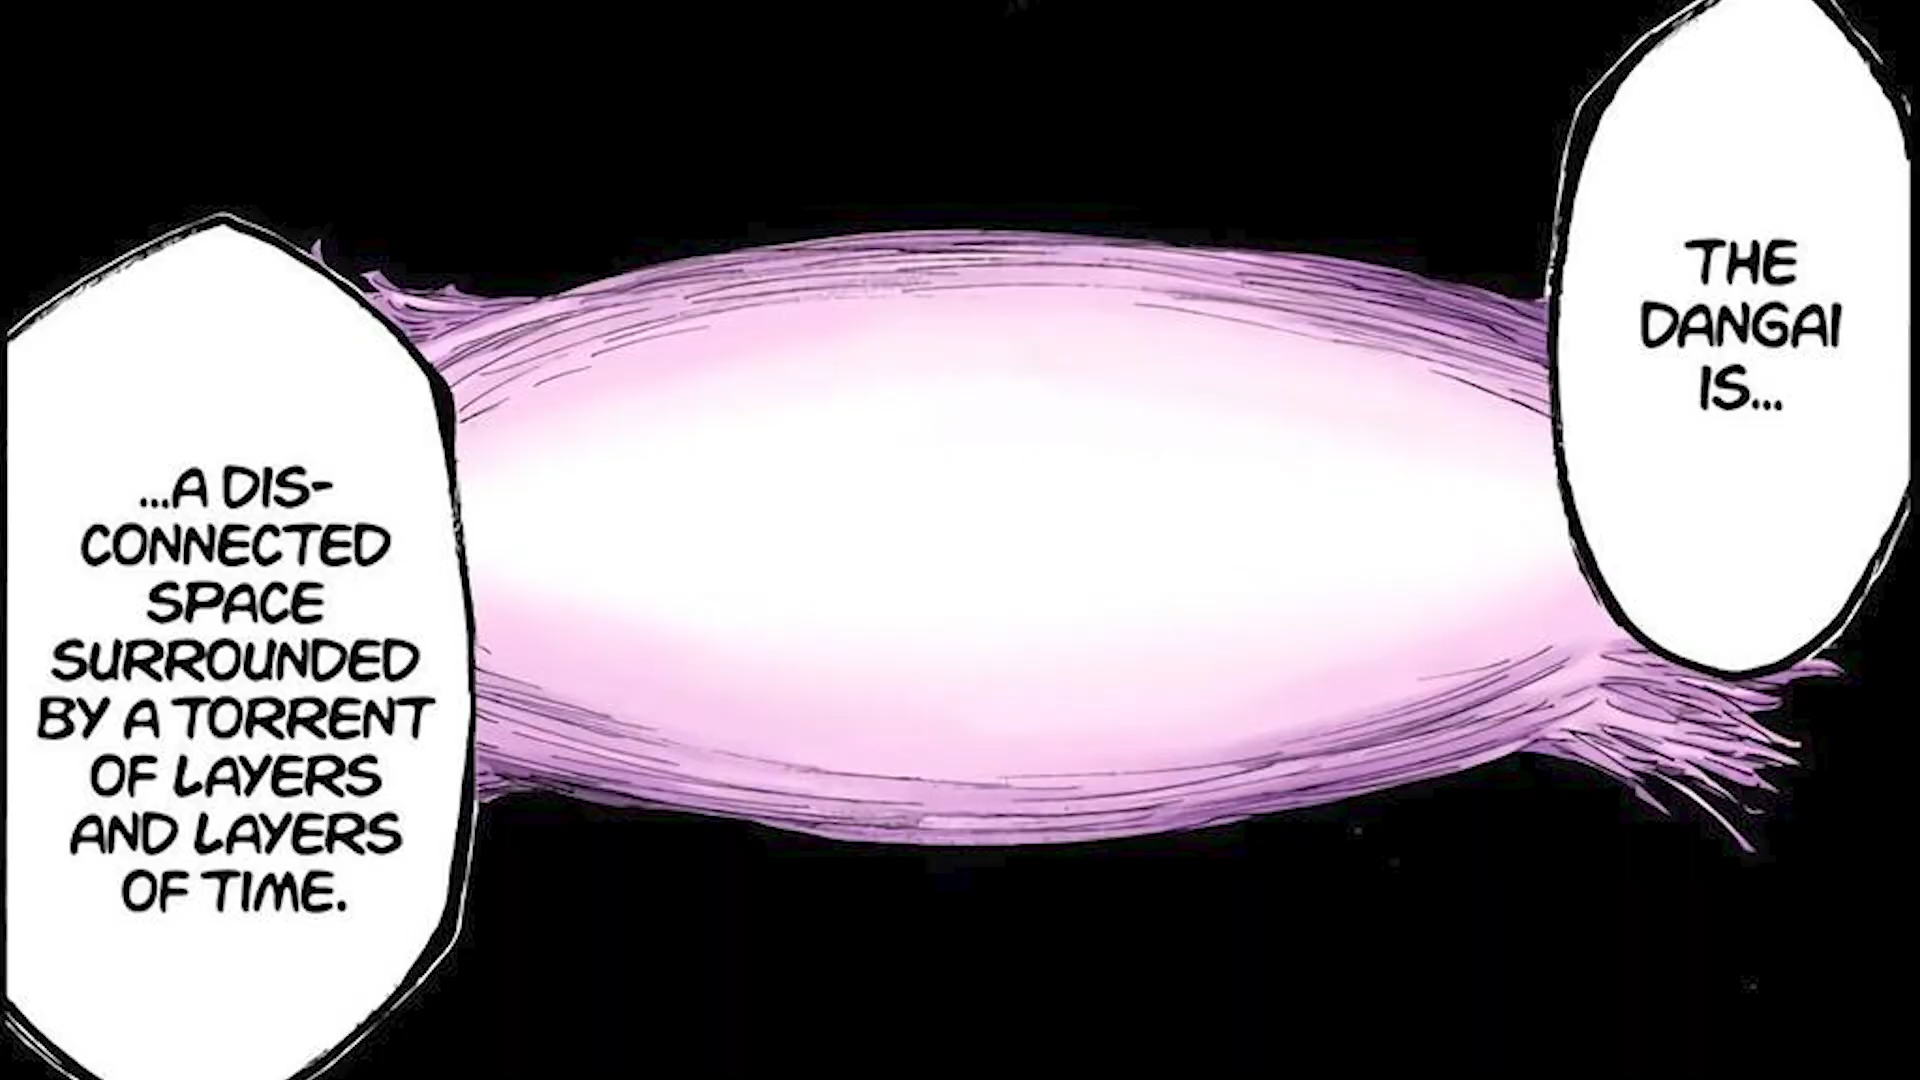 THE
DANGAI
IS...
...A DIS-
CONNECTED
SPACE
SURROUNDED
BY A TORRENT
OF LAYERS
AND LAYERS
OF TIME.